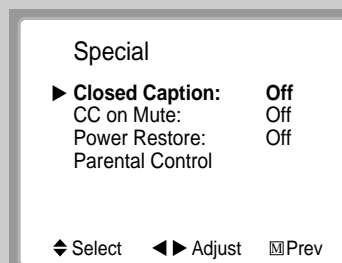 Special
▶ Closed Caption: Off
CC on Mute: Off
Power Restore: Off
Parental Control
Select ◀▶ Adjust M Prev